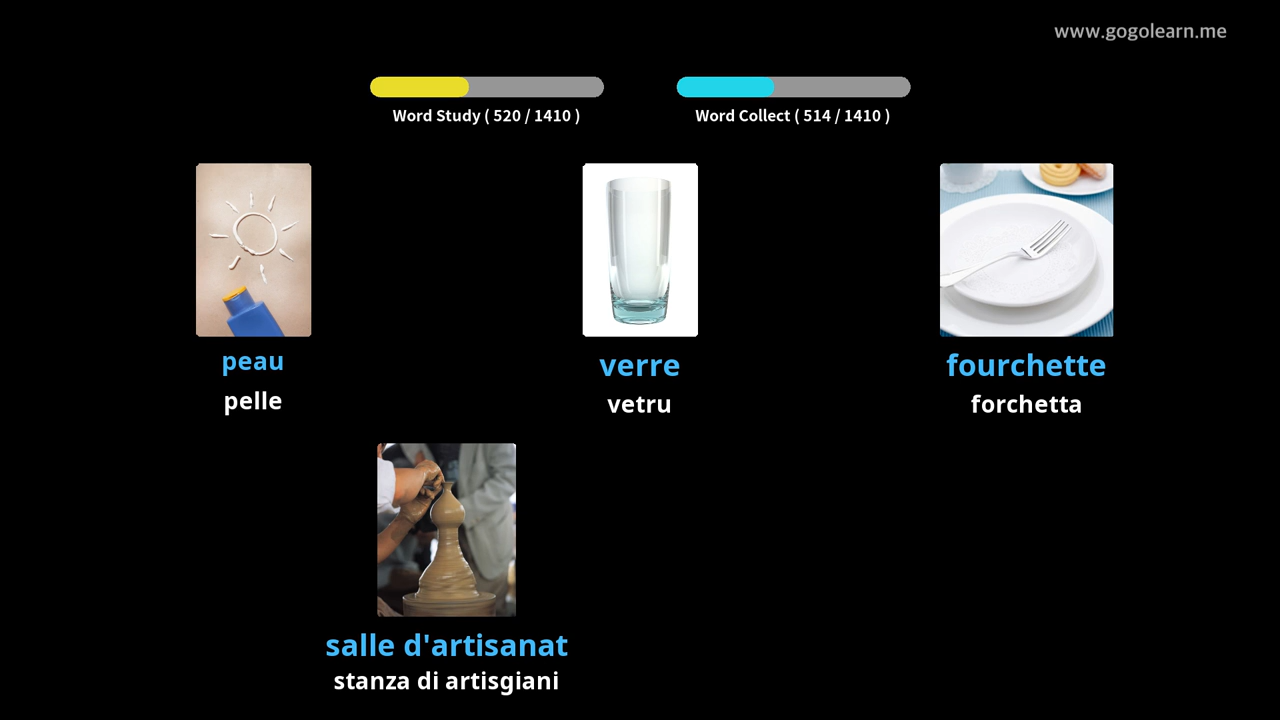 www.gogolearn.me
Word Study ( 520 / 1410 )
Word Collect ( 514 / 1410 )
peau
pelle
verre
vetru
fourchette
forchetta
salle d'artisanat
stanza di artisgiani